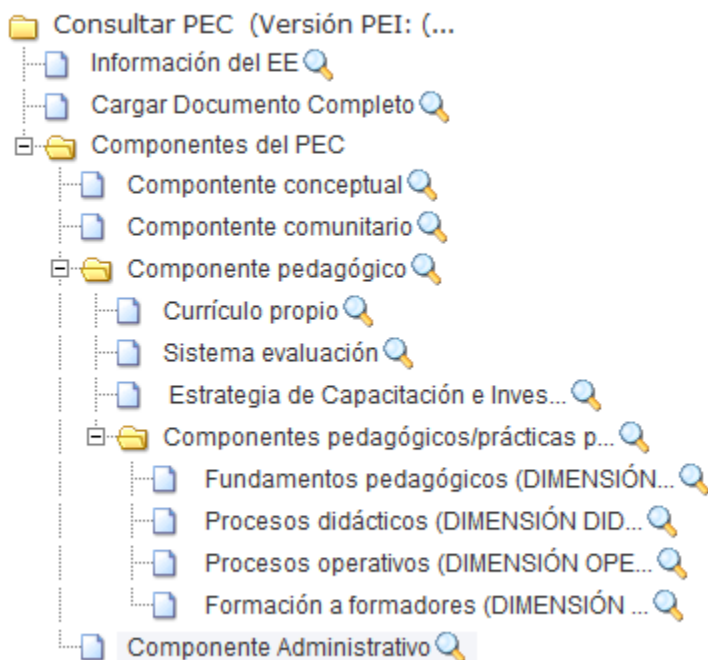 Consultar PEC (Versión PEI: (...
Información del EE
Cargar Documento Completo
Componentes del PEC
Compontente conceptual
Compontente comunitario
Componente pedagógico
Currículo propio
Sistema evaluación
Estrategia de Capacitación e Inves...
Componentes pedagógicos/prácticas p...
Fundamentos pedagógicos (DIMENSIÓN...
Procesos didácticos (DIMENSIÓN DID...
Procesos operativos (DIMENSIÓN OPE...
Formación a formadores (DIMENSIÓN ...
Componente Administrativo